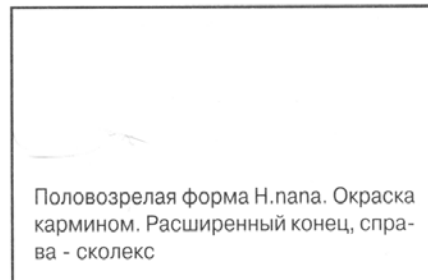 Половозрелая форма H.nana. Окраска
кармином. Расширенный конец, спра-
ва - сколекс